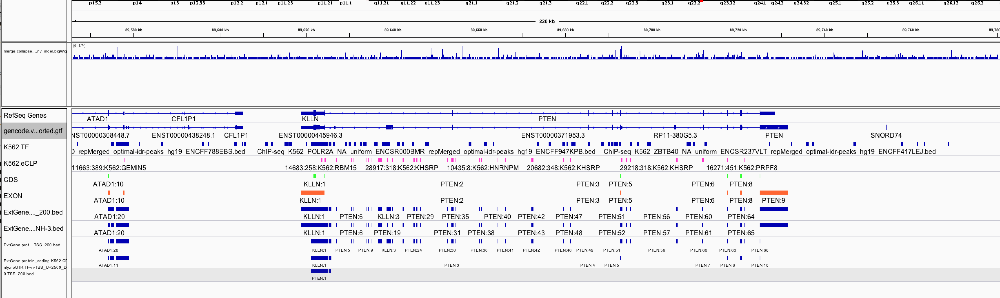 p15.2 p14 p13 p12.33 p12.2 p12.1 p11.23 p11.21 p11.1 q11.21 q11.22 q11.23 q21.1 q21.2 q21.3 q22.1 q22.2 q22.3 q23.1 q23.2 q23.32 q24.1 q24.2 q24.32 q25.1 q25.2 q25.3 q26.11 q26.13 q26.2
220 kb
89,580 kb 89,600 kb 89,620 kb 89,640 kb 89,660 kb 89,680 kb 89,700 kb 89,720 kb 89,740 kb 89,760 kb 89,780
[0 - 5.71]
merge.collapse....nv_indel.bigWig
RefSeq Genes
ATAD1 CFL1P1 KLLN PTEN
gencode.v...orted.gtf
NST00000308448.7 ENST00000438248.1 CFL1P1 ENST00000445946.3 ENST00000371953.3 RP11-380G5.3 PTEN SNORD74
K562.TF
D_repMerged_optimal-idr-peaks_hg19_ENCFF788EBS.bed ChIP-seq_K562_POLR2A_NA_uniform_ENCSR000BMR_repMerged_optimal-idr-peaks_hg19_ENCFF947KPB.bed ChIP-seq_K562_ZBTB40_NA_uniform_ENCSR237VLT_repMerged_optimal-idr-peaks_hg19_ENCFF417LEJ.bed
K562.eCLP
11663:389:K562:GEMIN5 14683:258:K562:RBM15 28917:318:K562:KHSRP 10435:8:K562:HNRNPM 20682:348:K562:KHSRP 29218:318:K562:KHSRP 16271:451:K562:PRPF8
CDS
ATAD1:10 KLLN:1 PTEN:2 PTEN:3 PTEN:5 PTEN:6 PTEN:8
EXON
ATAD1:10 KLLN:1 PTEN:2 PTEN:3 PTEN:5 PTEN:6 PTEN:8 PTEN:9
ExtGene...._200.bed
ATAD1:20 KLLN:1 PTEN:6 KLLN:3 PTEN:29 PTEN:35 PTEN:40 PTEN:42 PTEN:47 PTEN:51 PTEN:56 PTEN:60 PTEN:64
ExtGene....NH-3.bed
ATAD1:20 KLLN:1 PTEN:6 PTEN:19 PTEN:31 PTEN:38 PTEN:43 PTEN:48 PTEN:52 PTEN:57 PTEN:61 PTEN:65
ExtGene.prot....TSS_200.bed
ATAD1:28 KLLN:1 PTEN:5 PTEN:9 KLLN:3 PTEN:24 PTEN:30 PTEN:36 PTEN:41 PTEN:42 PTEN:46 PTEN:49 PTEN:51 PTEN:56 PTEN:60 PTEN:63 PTEN:66
ExtGene.protein_coding.K562.CD
ATAD1:11 KLLN:1 PTEN:3 PTEN:4 PTEN:5 PTEN:7 PTEN:8 PTEN:10
nly.noUTR.TF-in-TSS_UP2500_D
0.TSS_200.bed
PTEN:1